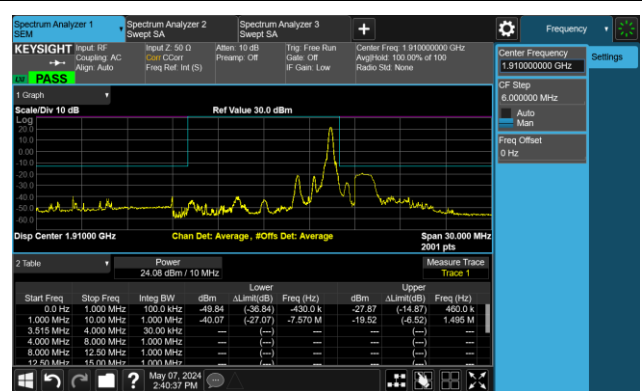 Spectrum Analyzer 1
SEM
Spectrum Analyzer 2
Swept SA
Spectrum Analyzer 3
Swept SA
+
Frequency
KEYSIGHT
Input: RF
Coupling: AC
Align: Auto
Input Z: 50 Ω
Corr CCorr
Freq Ref: Int (S)
Atten: 10 dB
Preamp: Off
Trig: Free Run
Gate: Off
IF Gain: Low
Center Freq: 1.910000000 GHz
Avg|Hold: 100.00% of 100
Radio Std: None
PASS
Center Frequency
1.910000000 GHz
Settings
CF Step
6.000000 MHz
Auto
Man
Freq Offset
0 Hz
1 Graph
Scale/Div 10 dB
Ref Value 30.0 dBm
Log
20.0
10.0
0.00
-10.0
-20.0
-30.0
-40.0
-50.0
-60.0
Disp Center 1.91000 GHz
Chan Det: Average, #Offs Det: Average
Span 30.000 MHz
2001 pts
2 Table
Power
24.08 dBm / 10 MHz
Measure Trace
Trace 1
Lower Upper
Start Freq Stop Freq Integ BW dBm ΔLimit(dB) Freq (Hz) dBm ΔLimit(dB) Freq (Hz)
0.0 Hz 1.000 MHz 100.0 kHz -49.84 (-36.84) -430.0 k -27.87 (-14.87) 460.0 k
1.000 MHz 10.00 MHz 1.000 MHz -40.07 (-27.07) -7.570 M -19.52 (-6.52) 1.495 M
3.515 MHz 4.000 MHz 30.00 kHz --- (---) --- --- (---) ---
4.000 MHz 8.000 MHz 1.000 MHz --- (---) --- --- (---) ---
8.000 MHz 12.50 MHz 1.000 MHz --- (---) --- --- (---) ---
12.50 MHz 15.00 MHz 1.000 MHz --- (---) --- --- (---) ---
?
May 07, 2024
2:40:37 PM